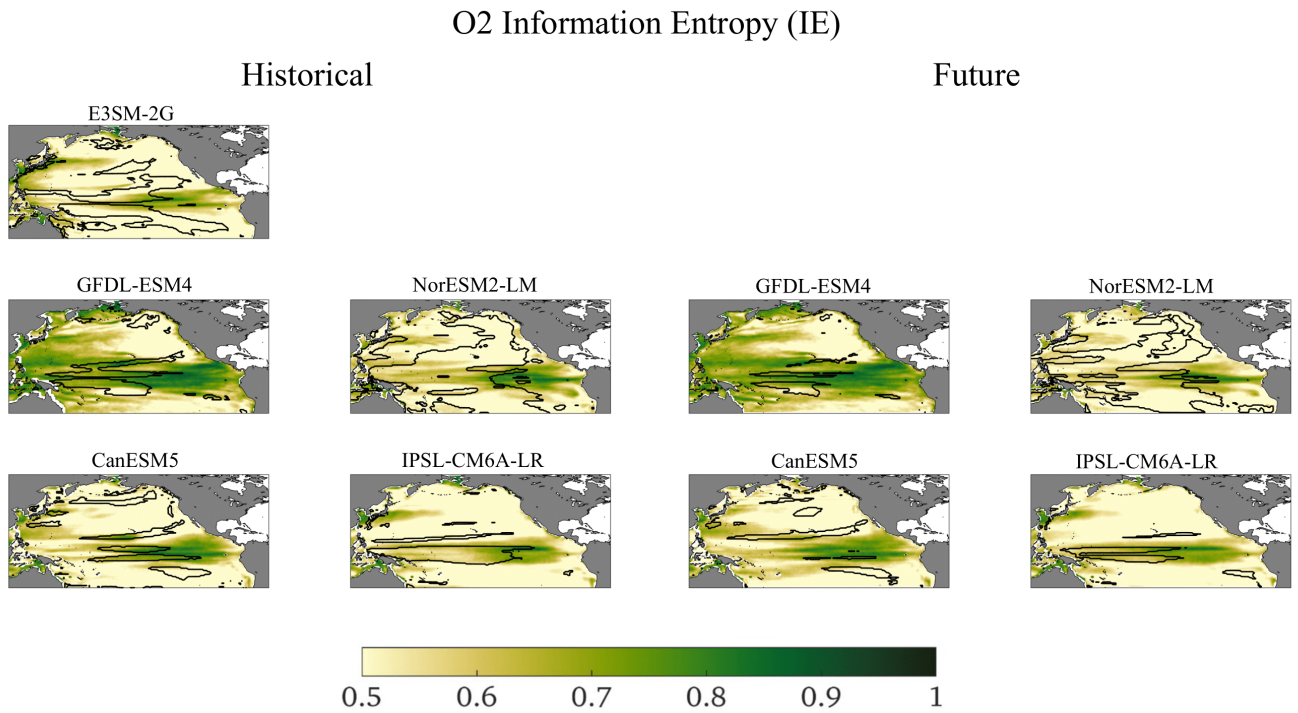 O2 Information Entropy (IE)
Historical
Future
E3SM-2G
GFDL-ESM4
NorESM2-LM
GFDL-ESM4
NorESM2-LM
CanESM5
IPSL-CM6A-LR
CanESM5
IPSL-CM6A-LR
0.5 0.6 0.7 0.8 0.9 1